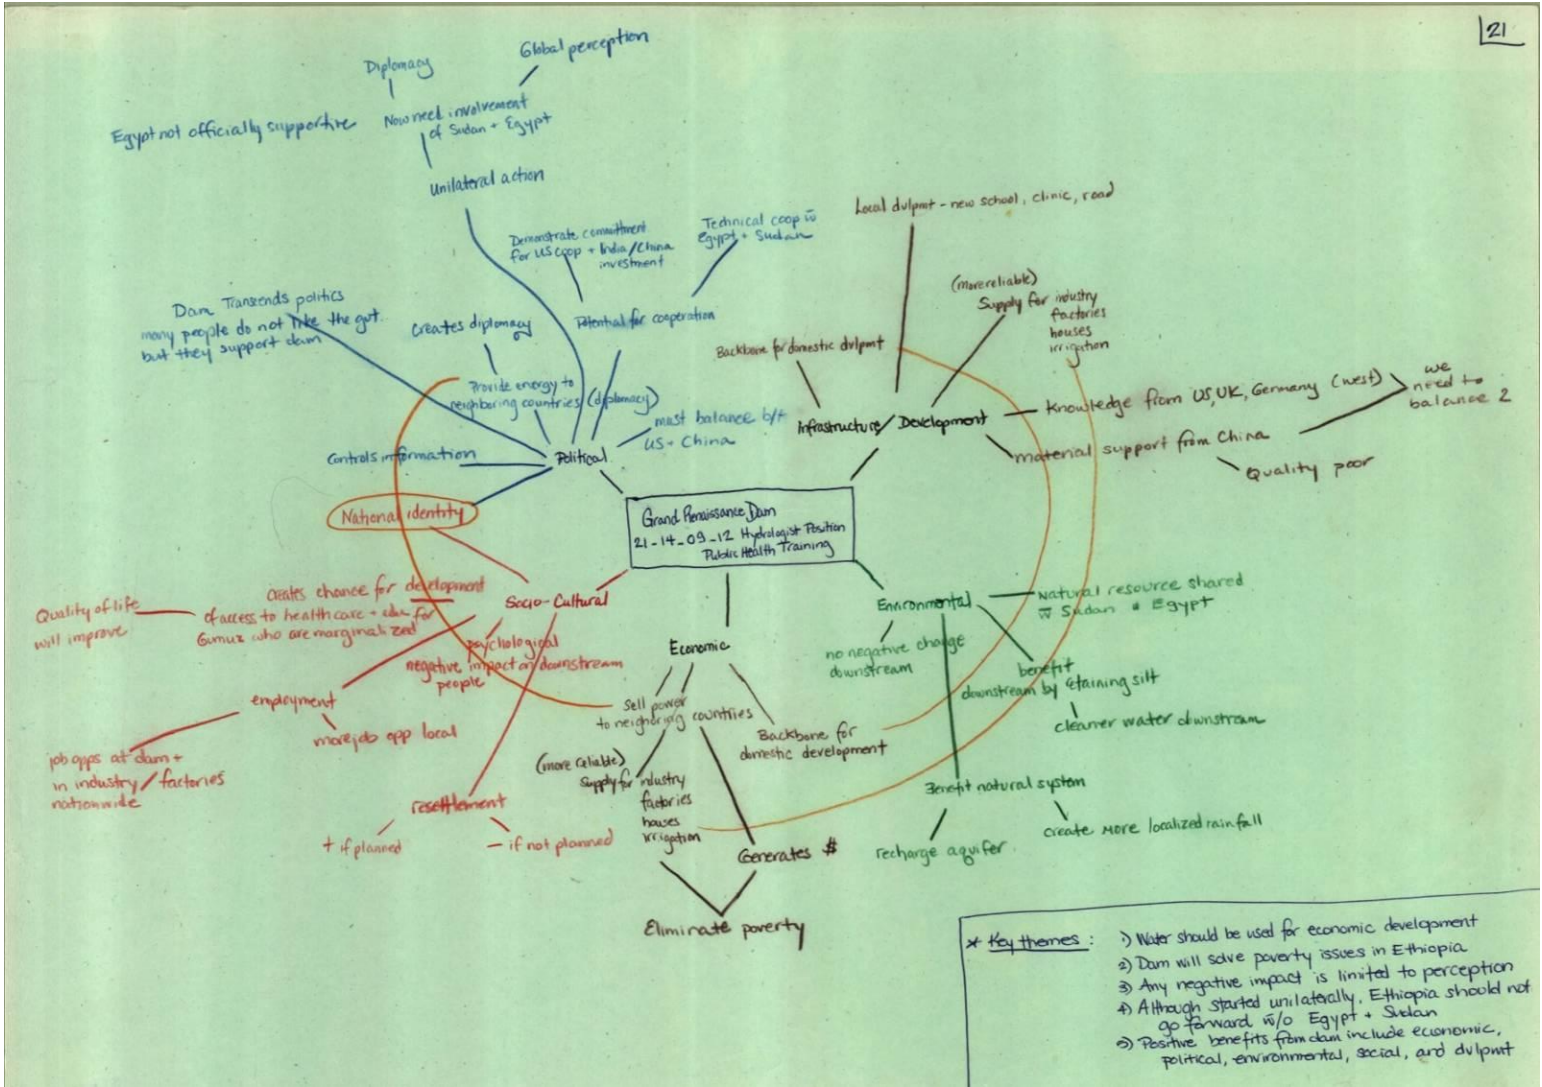 21
Global perception
Diplomacy
Now need involvement
of Sudan + Egypt
Egypt not officially supportive
Unilateral action
Demonstrate committment
for US coop + India/China
investment
Technical coop w̄
Egypt + Sudan
Potential for cooperation
Dam Transcends politics
many people do not like the gvt.
but they support dam
Creates diplomacy
Provide energy to
neighboring countries (diplomacy)
must balance b/t
US + China
Controls information
Political
National identity
Local dvlpmt - new school, clinic, road
(more reliable)
Supply for industry
factories
houses
irrigation
Backbone for domestic dvlpmt
Infrastructure/ Development
Knowledge from US, UK, Germany (west)
we
need to
balance 2
material support from China
Quality poor
Grand Renaissance Dam
21-14-09-12 Hydrologist Position
Public Health Training
Socio-Cultural
creates chance for development
of access to healthcare + educ for
Gumuz who are marginalized
Quality of life
will improve
psychological
negative impact on downstream
people
employment
more job opp local
job opps at dam +
in industry / factories
nationwide
resettlement
+ if planned
- if not planned
Economic
Sell power
to neighboring countries
Backbone for
domestic development
(more reliable)
Supply for industry
factories
houses
irrigation
Generates $
Eliminate poverty
Environmental
Natural resource shared
w̄ Sudan + Egypt
no negative change
downstream
benefit
downstream by retaining silt
cleaner water downstream
Benefit natural system
create more localized rainfall
recharge aquifer.
* Key themes :
1) Water should be used for economic development
2) Dam will solve poverty issues in Ethiopia
3) Any negative impact is limited to perception
4) Although started unilaterally, Ethiopia should not
go forward w/o Egypt + Sudan
5) Positive benefits from dam include economic,
political, environmental, social, and dvlpmt